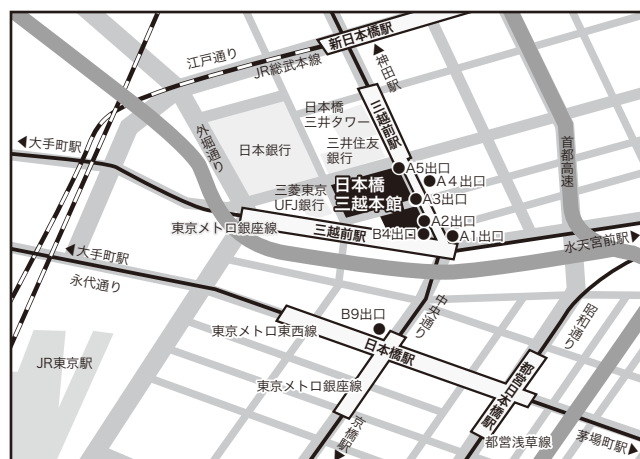 新日本橋駅
江戸通り
JR総武本線
神田駅
日本橋
三井タワー
三越前駅
外堀通り
大手町駅
日本銀行
三井住友
銀行
首都高速
A5出口
A4出口
三菱東京
UFJ銀行
日本橋
三越本館
A3出口
A2出口
B4出口
A1出口
東京メトロ銀座線
三越前駅
水天宮前駅
大手町駅
永代通り
中央通り
昭和通り
B9出口
東京メトロ東西線
日本橋駅
JR東京駅
都営日本橋駅
東京メトロ銀座線
京橋駅
都営浅草線
茅場町駅